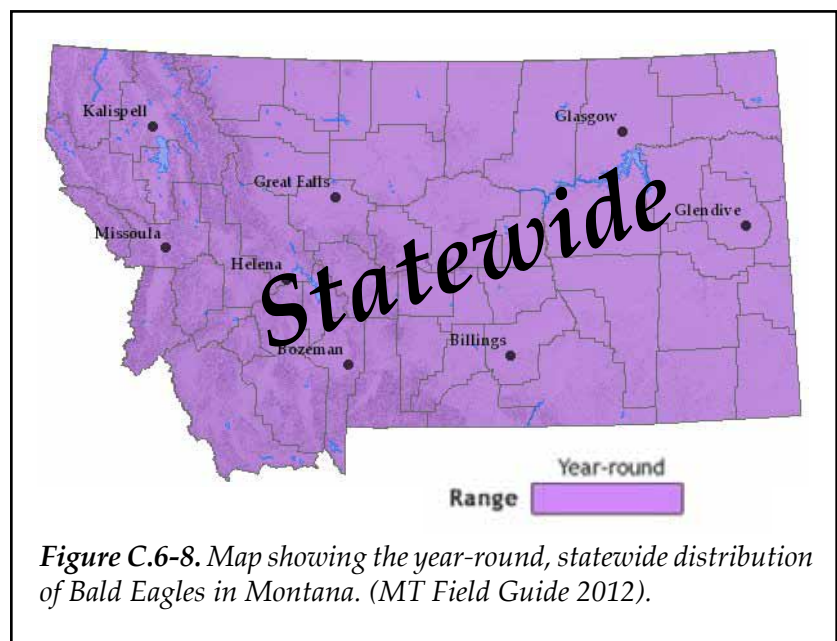 Kalispell
Glasgow
Great Falls
Glendive
Missoula
Helena
Statewide
Bozeman
Billings
Year-round
Range
Figure C.6-8. Map showing the year-round, statewide distribution
of Bald Eagles in Montana. (MT Field Guide 2012).